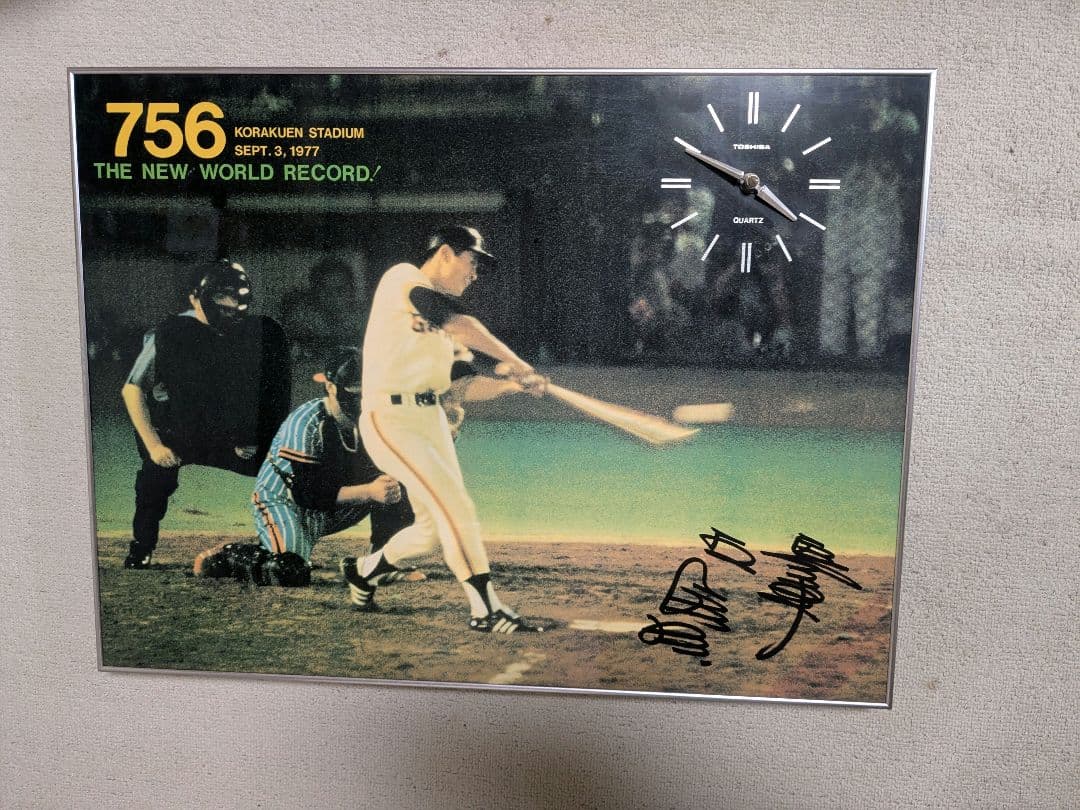 756
KORAKUEN STADIUM
SEPT. 3, 1977
THE NEW WORLD RECORD!
TOSHIBA
QUARTZ